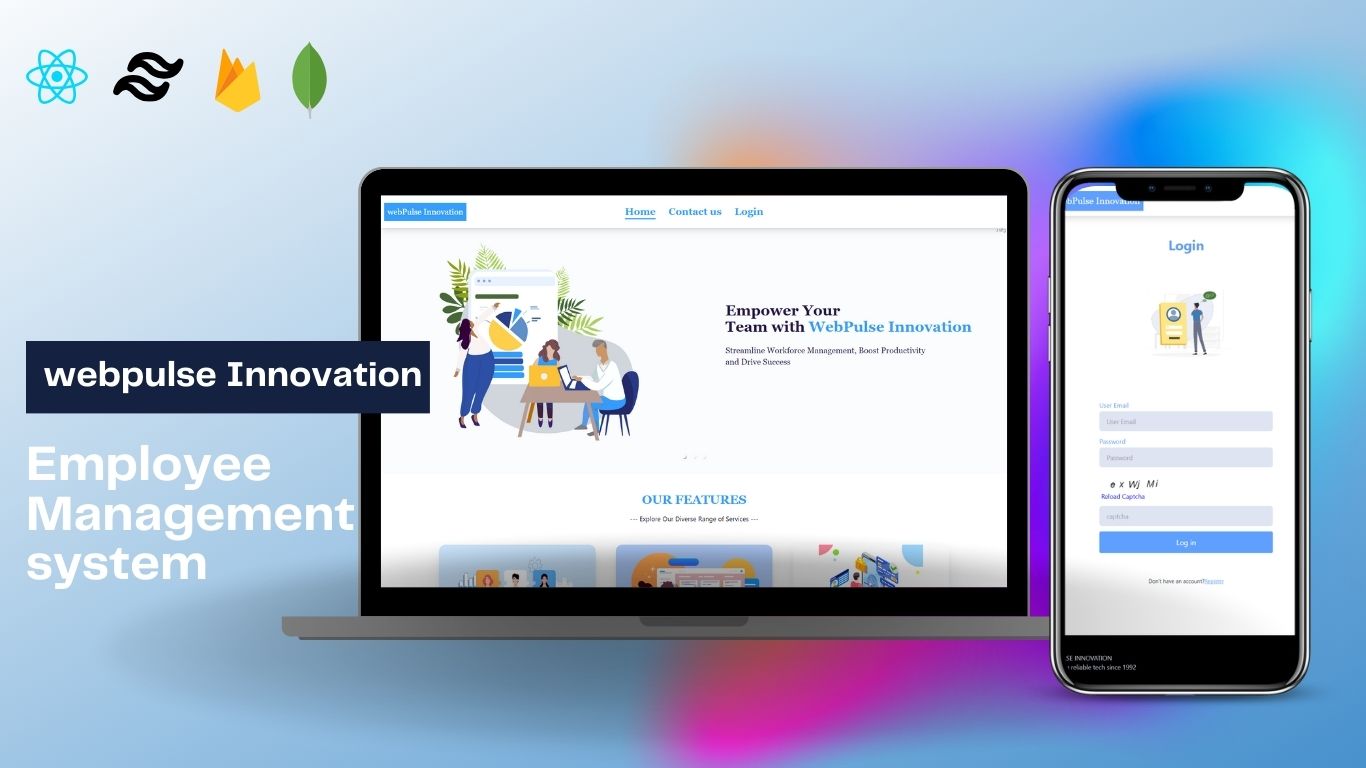 webpulse Innovation
Employee
Management
system
webPulse Innovation
Home Contact us Login
Empower Your
Team with WebPulse Innovation
Streamline Workforce Management, Boost Productivity
and Drive Success
OUR FEATURES
--- Explore Our Diverse Range of Services ---
bPulse Innovation
Login
User Email
User Email
Password
Password
e x Wj Mi
Reload Captcha
captcha
Log in
Don't have an account?Register
SE INNOVATION
reliable tech since 1992